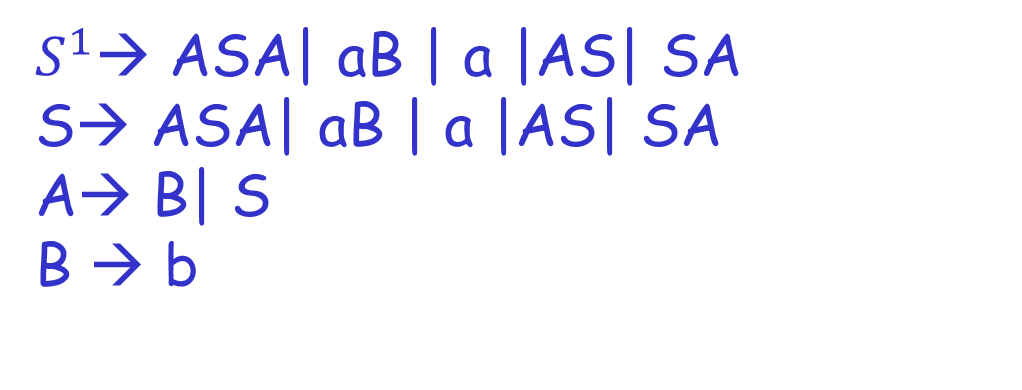 S¹→ ASA| aB | a |AS| SA
S→ ASA| aB | a |AS| SA
A→ B| S
B → b